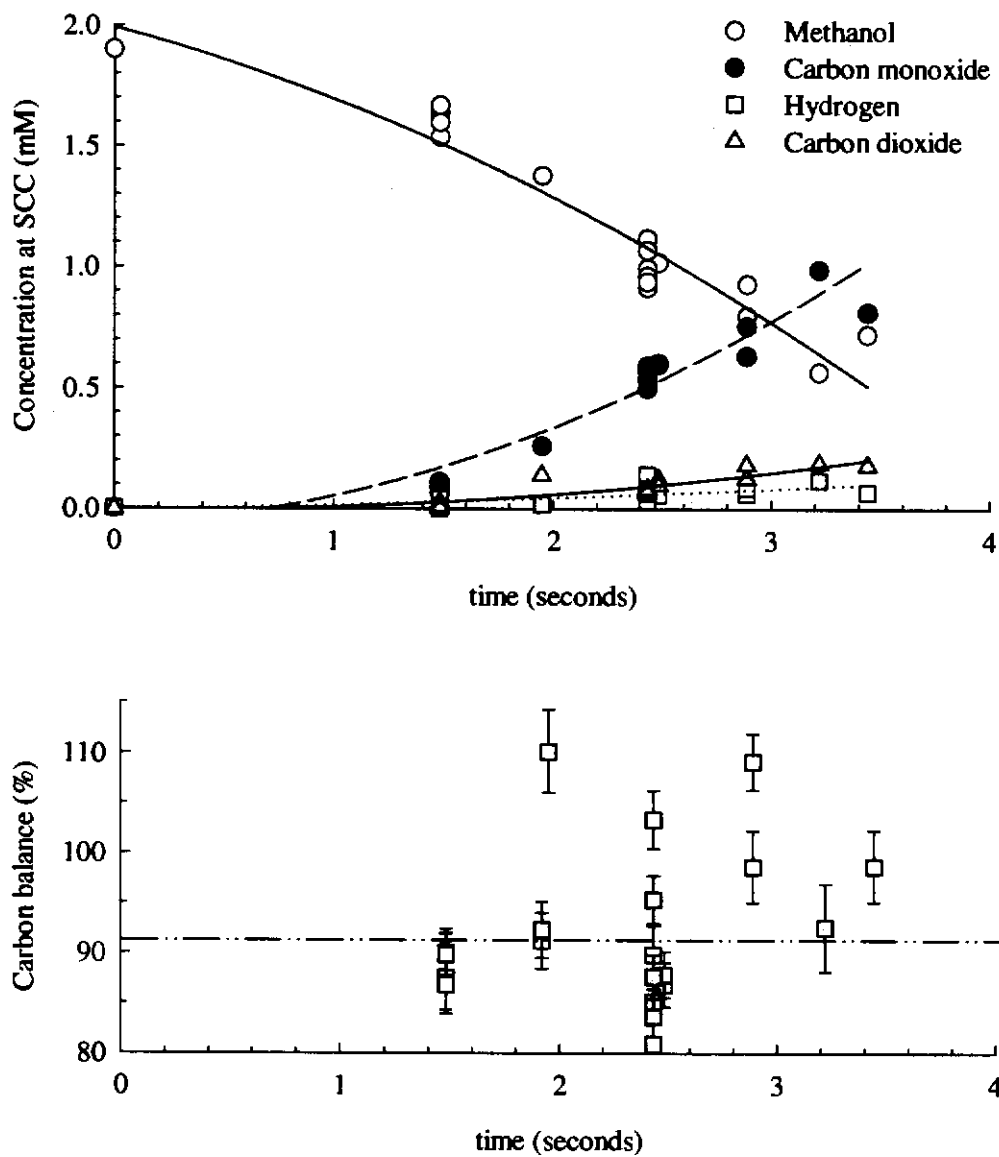 Methanol
Carbon monoxide
Hydrogen
Carbon dioxide
Concentration at SCC (mM)
2.0
1.5
1.0
0.5
0.0
0 1 2 3 4
time (seconds)
Carbon balance (%)
110
100
90
80
0 1 2 3 4
time (seconds)